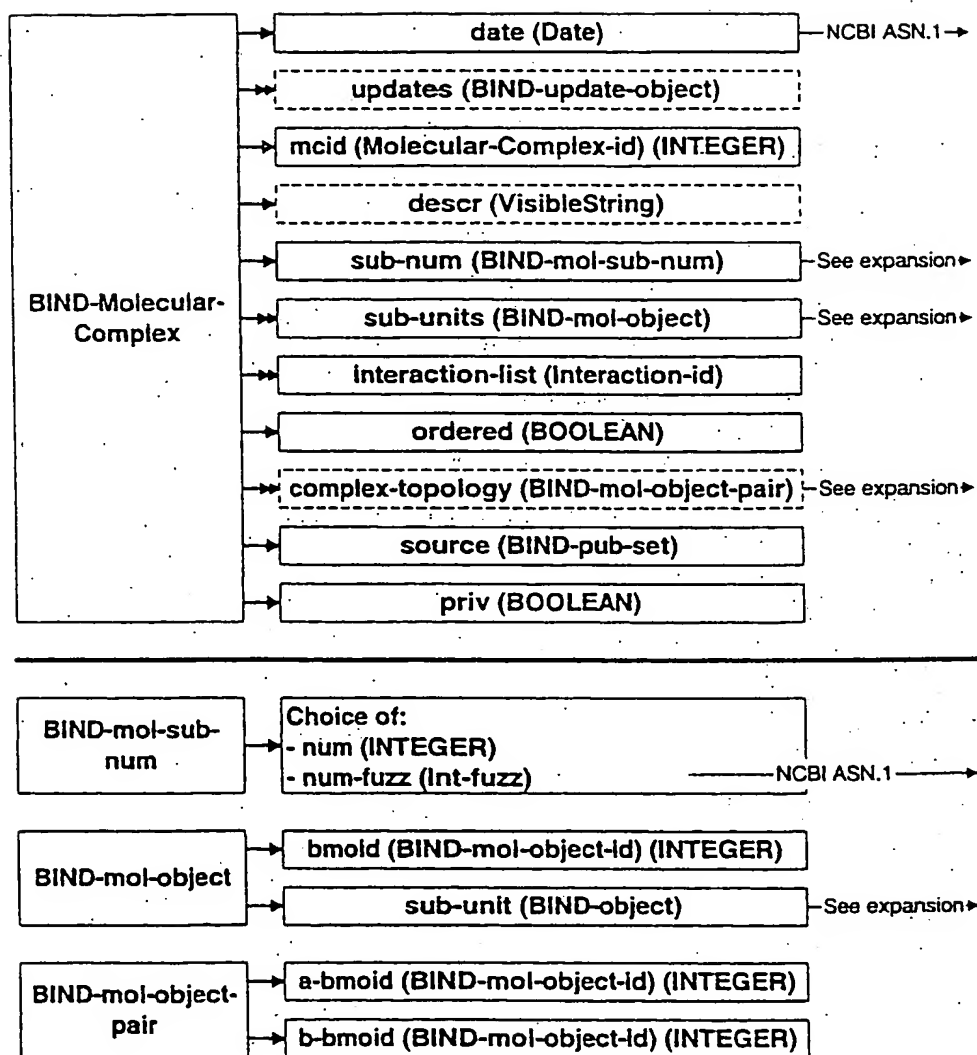 date (Date)
NCBI ASN.1
updates (BIND-update-object)
mcid (Molecular-Complex-id) (INTEGER)
descr (VisibleString)
sub-num (BIND-mol-sub-num)
See expansion
BIND-Molecular-
Complex
sub-units (BIND-mol-object)
See expansion
interaction-list (Interaction-id)
ordered (BOOLEAN)
complex-topology (BIND-mol-object-pair)
See expansion
source (BIND-pub-set)
priv (BOOLEAN)
BIND-mol-sub-
num
Choice of:
- num (INTEGER)
- num-fuzz (Int-fuzz)
NCBI ASN.1
BIND-mol-object
bmoid (BIND-mol-object-id) (INTEGER)
sub-unit (BIND-object)
See expansion
BIND-mol-object-
pair
a-bmoid (BIND-mol-object-id) (INTEGER)
b-bmoid (BIND-mol-object-id) (INTEGER)